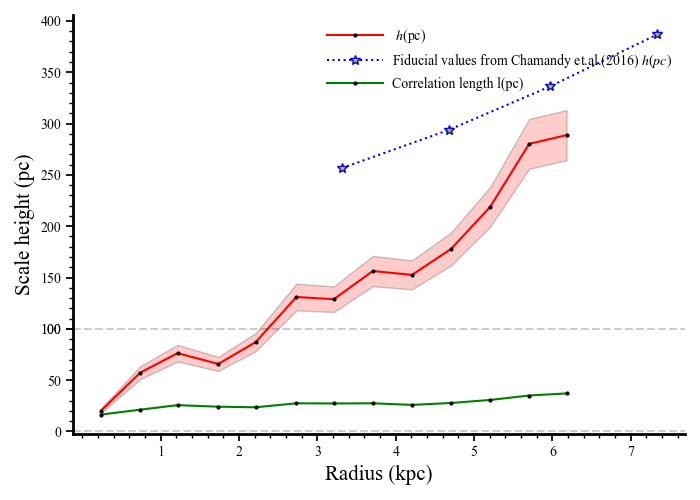 400
350
300
250
200
150
100
50
0
Scale height (pc)
h(pc)
Fiducial values from Chamandy et.al.(2016) h(pc)
Correlation length l(pc)
1 2 3 4 5 6 7
Radius (kpc)